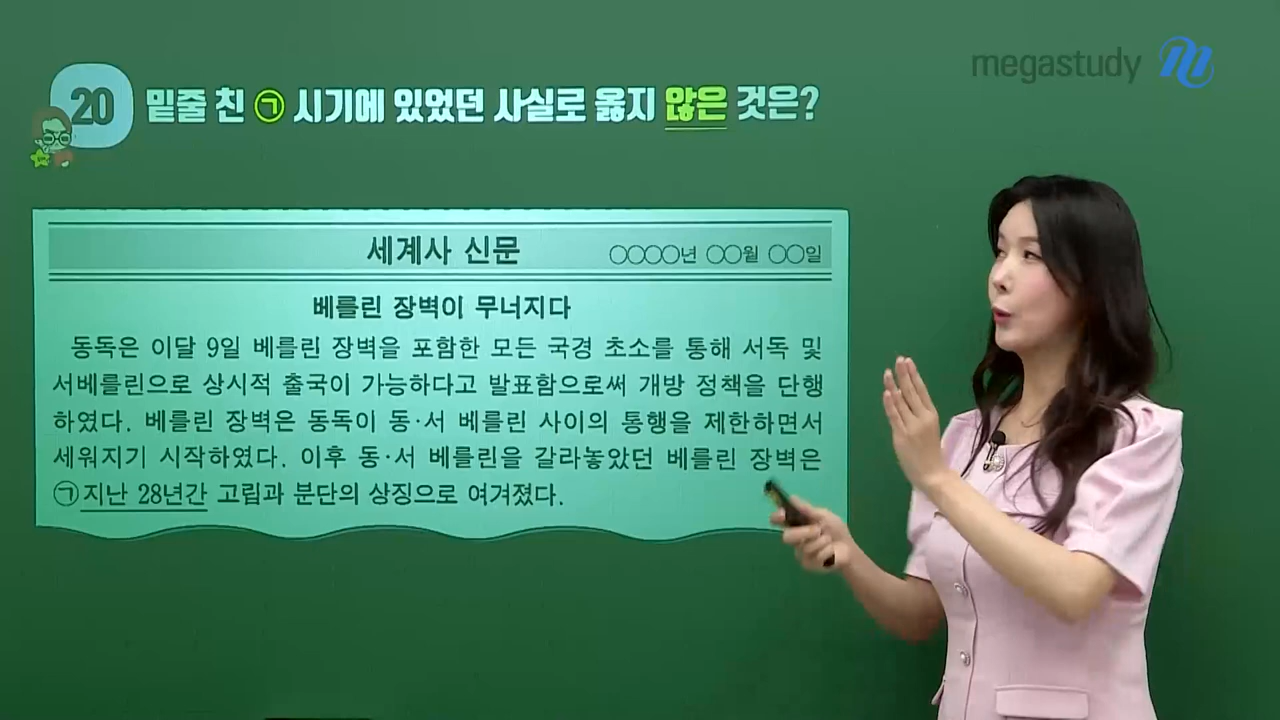 megastudy
20 밑줄 친 ㉠ 시기에 있었던 사실로 옳지 않은 것은?
세계사 신문 ○○○○년 ○○월 ○○일
베를린 장벽이 무너지다
동독은 이달 9일 베를린 장벽을 포함한 모든 국경 초소를 통해 서독 및
서베를린으로 상시적 출국이 가능하다고 발표함으로써 개방 정책을 단행
하였다. 베를린 장벽은 동독이 동·서 베를린 사이의 통행을 제한하면서
세워지기 시작하였다. 이후 동·서 베를린을 갈라놓았던 베를린 장벽은
㉠지난 28년간 고립과 분단의 상징으로 여겨졌다.